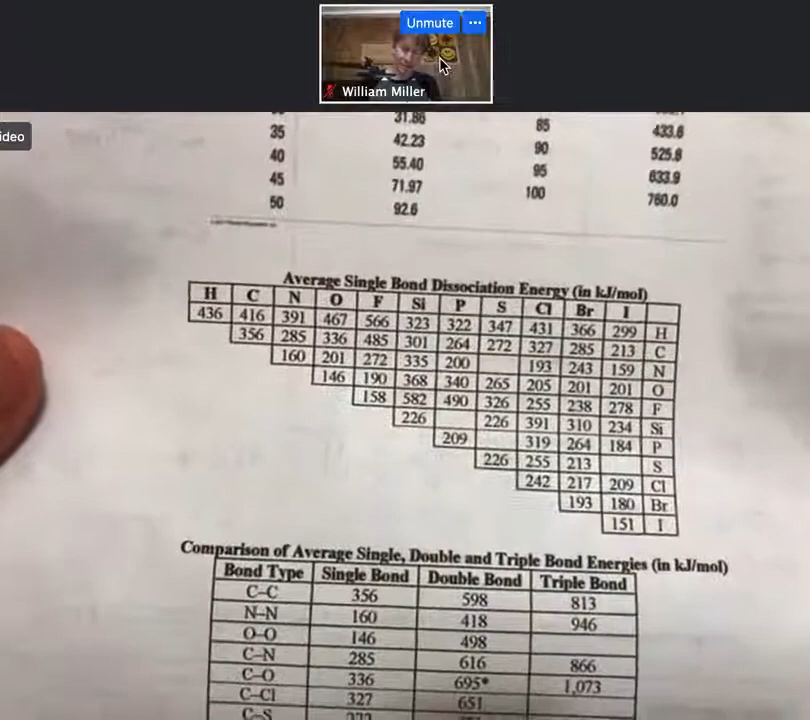 Unmute ...
William Miller
ideo
31.86
35 42.23 85 433.6
40 55.40 90 525.8
45 71.97 95 633.9
50 92.6 100 760.0
Average Single Bond Dissociation Energy (in kJ/mol)
H C N O F Si P S Cl Br I
436 416 391 467 566 323 322 347 431 366 299 H
356 285 336 485 301 264 272 327 285 213 C
160 201 272 335 200 193 243 159 N
146 190 368 340 265 205 201 201 O
158 582 490 326 255 238 278 F
226 226 391 310 234 Si
209 319 264 184 P
226 255 213 S
242 217 209 Cl
193 180 Br
151 I
Comparison of Average Single, Double and Triple Bond Energies (in kJ/mol)
Bond Type Single Bond Double Bond Triple Bond
C–C 356 598 813
N–N 160 418 946
O–O 146 498
C–N 285 616 866
C–O 336 695* 1,073
C–Cl 327 651
C–S